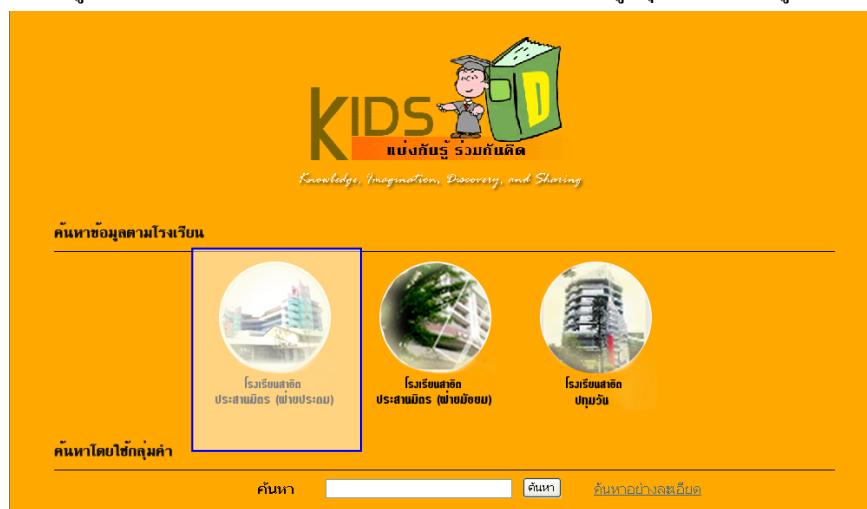 KIDS
D
แบ่งกันรู้ ร่วมกันคิด
Knowledge, Imagination, Discovery, and Sharing
ค้นหาข้อมูลตามโรงเรียน
โรงเรียนสาธิต
ประสานมิตร (ฝ่ายประถม)
โรงเรียนสาธิต
ประสานมิตร (ฝ่ายมัธยม)
โรงเรียนสาธิต
ปทุมวัน
ค้นหาโดยใช้กลุ่มคำ
ค้นหา
ค้นหา
ค้นหาอย่างละเอียด